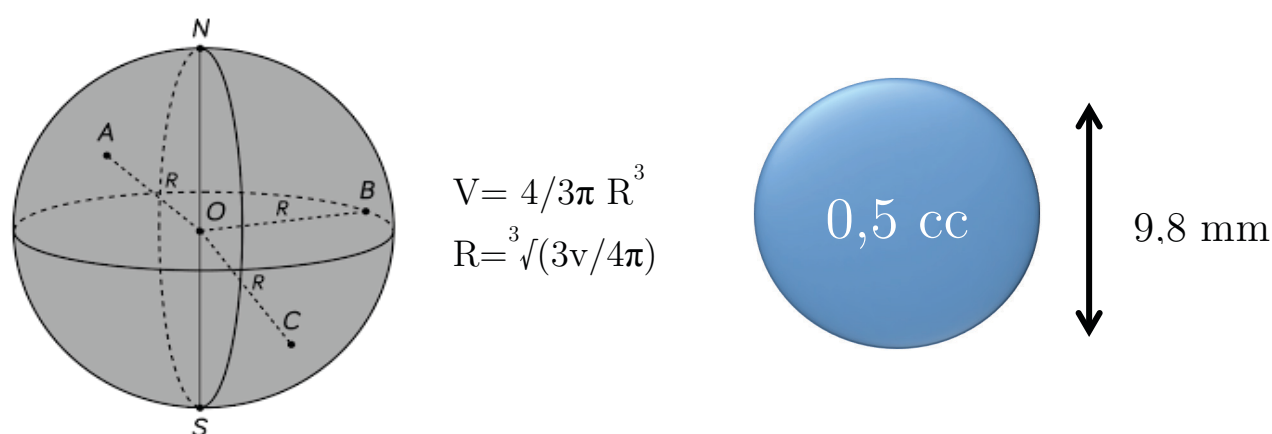 N
A
R
B
O
R
R
C
S
V= 4/3π R³
R= ³√(3v/4π)
0,5 cc
9,8 mm